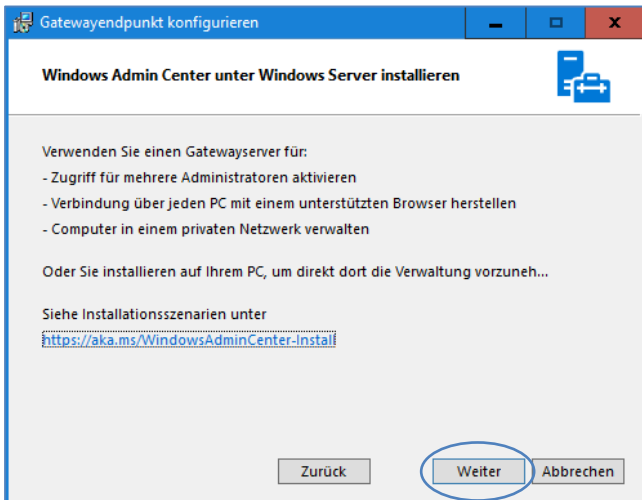 Gatewayendpunkt konfigurieren
Windows Admin Center unter Windows Server installieren
Verwenden Sie einen Gatewayserver für:
- Zugriff für mehrere Administratoren aktivieren
- Verbindung über jeden PC mit einem unterstützten Browser herstellen
- Computer in einem privaten Netzwerk verwalten
Oder Sie installieren auf Ihrem PC, um direkt dort die Verwaltung vorzuneh...
Siehe Installationsszenarien unter
https://aka.ms/WindowsAdminCenter-Install
Zurück Weiter Abbrechen